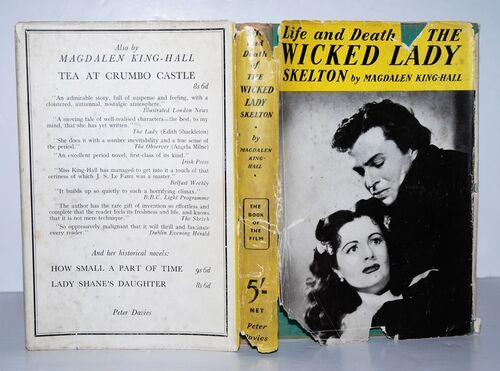 Also by
MAGDALEN KING-HALL
TEA AT CRUMBO CASTLE
8s 6d
"An admirable story, full of suspense and feeling, with a
cloistered, autumnal, nostalgic atmosphere."
Illustrated London News
"A moving tale of well-realised characters—the best, to my
mind, that she has yet written."
The Lady (Edith Shackleton)
"She does it with a sombre inevitability and a fine sense of
the period."
The Observer (Angela Milne)
"An excellent period novel, first-class of its kind."
Irish Press
"Miss King-Hall has managed to get into it a touch of that
eeriness of which J. S. Le Fanu was a master."
Belfast Weekly
"It builds up so quietly to such a horrifying climax."
B.B.C. Light Programme
"The author has the rare gift of invention so effortless and
complete that the reader feels its freshness and life, and knows
that it is not mere technique."
The Sketch
"So oppressively malignant that it will thrill and fascinate
every reader."
Dublin Evening Herald
And her historical novels:
HOW SMALL A PART OF TIME 9s 6d
LADY SHANE'S DAUGHTER 8s 6d
Peter Davies
and
Death
of
THE
WICKED
LADY
SKELTON
by
MAGDALEN
KING-
HALL
THE
BOOK
OF THE
FILM
5/-
NET
Peter
Davies
Life and Death THE
WICKED LADY
SKELTON by MAGDALEN KING-HALL